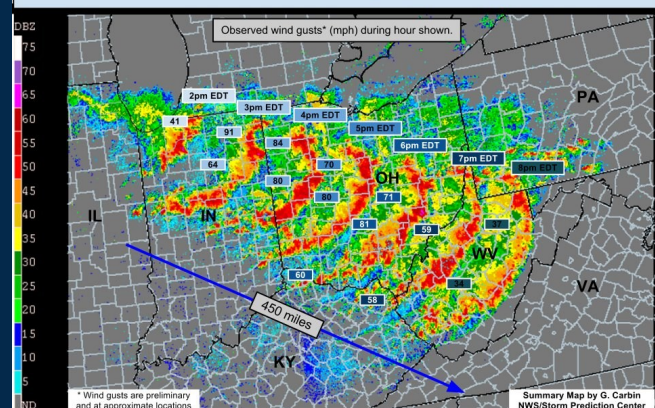 DBZ
75
70
65
60
55
50
45
40
35
30
25
20
15
10
5
ND
Observed wind gusts* (mph) during hour shown.
2pm EDT
3pm EDT
4pm EDT
5pm EDT
6pm EDT
7pm EDT
8pm EDT
PA
41
91
84
64
70
80
OH
80
71
IL
IN
81
59
37
WV
60
34
VA
58
450 miles
KY
* Wind gusts are preliminary
and at approximate locations
Summary Map by G. Carbin
NWS/Storm Prediction Center